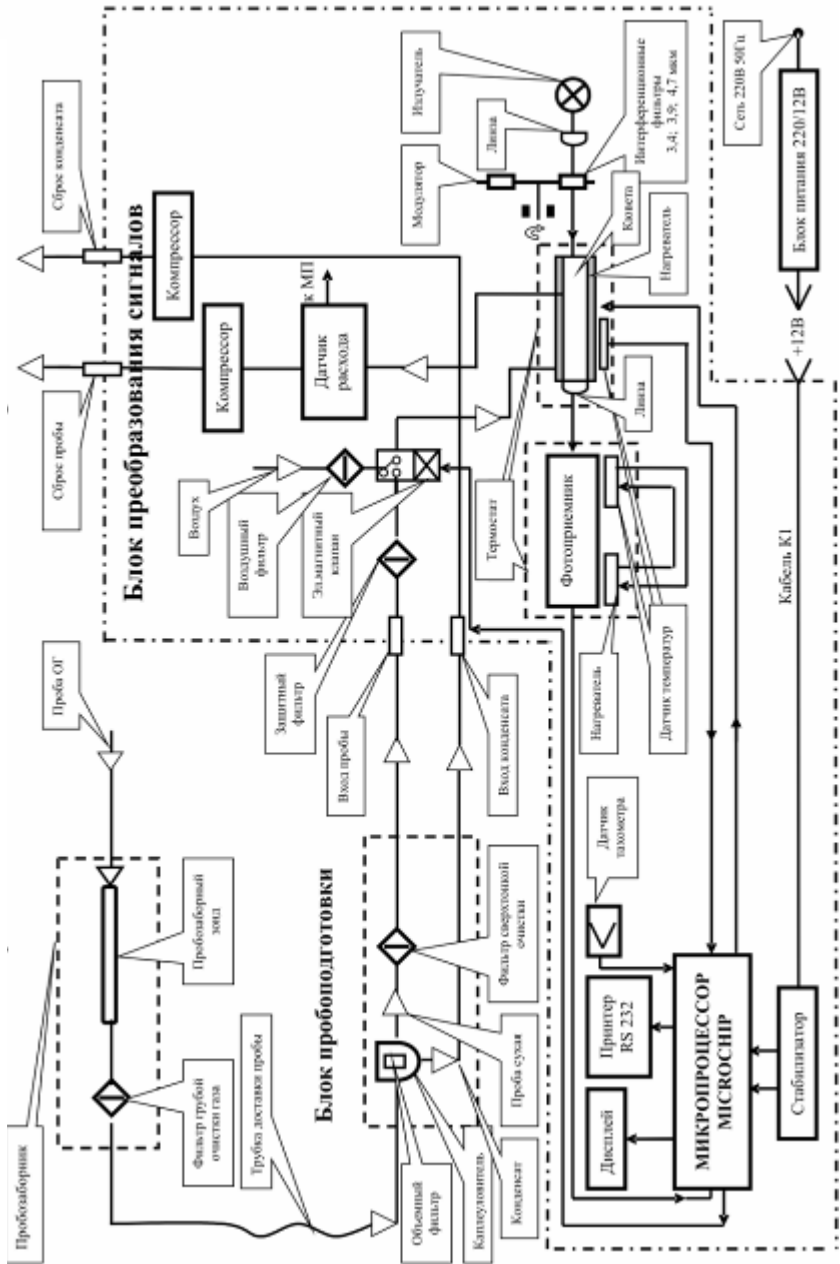 Пробозаборник
Фильтр грубой
очистки газа
Пробозаборный
зонд
Проба ОГ
Трубка доставки пробы
Блок пробоподготовки
Объемный
фильтр
Каплеуловитель
Конденсат
Проба сухая
Фильтр сверхтонкой
очистки
Вход пробы
Вход конденсата
Защитный
фильтр
Блок преобразования сигналов
Сброс пробы
Сброс конденсата
Воздух
Воздушный
фильтр
Эл.магнитный
клапан
Компрессор
Компрессор
Датчик
расхода
к МП
Термостат
Фотоприемник
Нагреватель
Датчик температур
Линза
Модулятор
Линза
Излучатель
Интерференционные
фильтры
3,4; 3,9; 4,7 мкм
Кювета
Нагреватель
Дисплей
Принтер
RS 232
Датчик
тахометра
МИКРОПРОЦЕССОР
MICROCHIP
Стабилизатор
Кабель К1
+12В
Блок питания 220/12В
Сеть 220В 50Гц